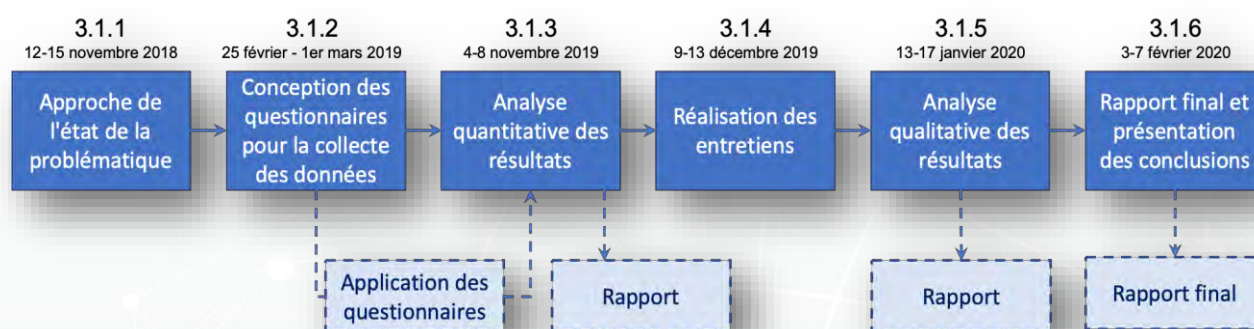 3.1.1
12-15 novembre 2018
Approche de
l'état de la
problématique
3.1.2
25 février - 1er mars 2019
Conception des
questionnaires
pour la collecte
des données
3.1.3
4-8 novembre 2019
Analyse
quantitative des
résultats
3.1.4
9-13 décembre 2019
Réalisation des
entretiens
3.1.5
13-17 janvier 2020
Analyse
qualitative des
résultats
3.1.6
3-7 février 2020
Rapport final et
présentation
des conclusions
Application des
questionnaires
Rapport
Rapport
Rapport final